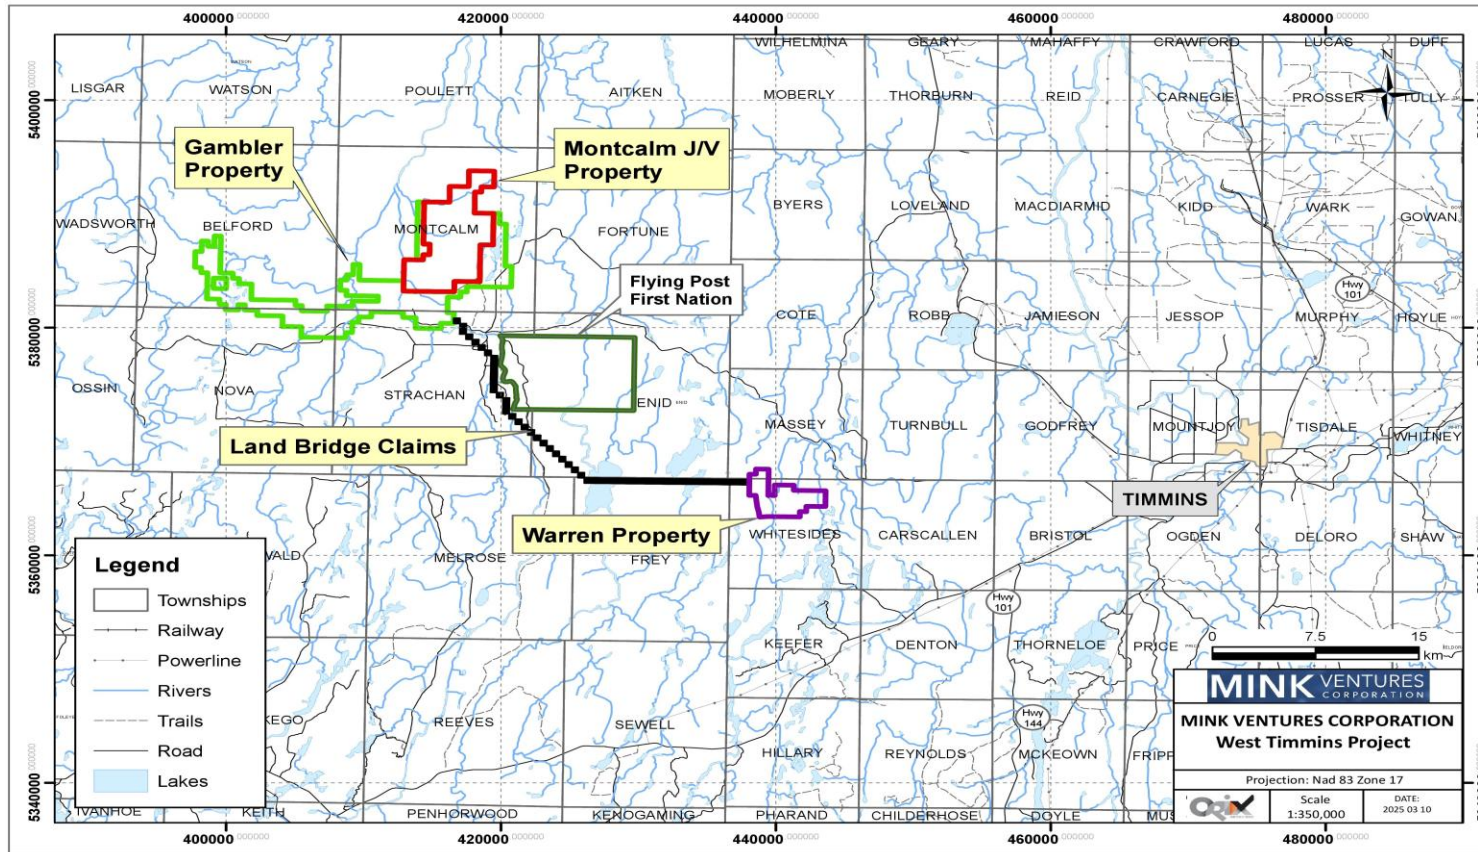 400000 420000 440000 460000 480000
WILHELMINA GEARY MAHAFFY CRAWFORD LUCAS DUFF
LISGAR WATSON POULETT AITKEN MOBERLY THORBURN REID CARNEGIE PROSSER TULLY
N
5400000
Gambler
Property
Montcalm J/V
Property
WADSWORTH BELFORD MONTCALM FORTUNE BYERS LOVELAND MACDIARMID KIDD WARK GOWAN
Flying Post
First Nation
Hwy
101
5380000
COTE ROBB JAMIESON JESSOP MURPHY HOYLE
OSSIN NOVA STRACHAN ENID ENID
MASSEY TURNBULL GODFREY MOUNTJOY TISDALE WHITNEY
Land Bridge Claims
TIMMINS
Warren Property
WHITESIDES CARSCALLEN BRISTOL OGDEN DELORO SHAW
5360000
MELROSE FREY
Hwy
101
KEEFER DENTON THORNELOE PRICE
Legend
Townships
Railway
Powerline
Rivers
Trails
Road
Lakes
0 7.5 15
km
REEVES SEWELL
Hwy
144
HILLARY REYNOLDS MCKEOWN FRIPP
5340000
IVANHOE KEITH PENHORWOOD KENOGAMING PHARAND CHILDERHOSE DOYLE MUS
MINK VENTURES
CORPORATION
MINK VENTURES CORPORATION
West Timmins Project
Projection: Nad 83 Zone 17
Scale
1:350,000
DATE:
2025 03 10
400000 420000 440000 460000 480000